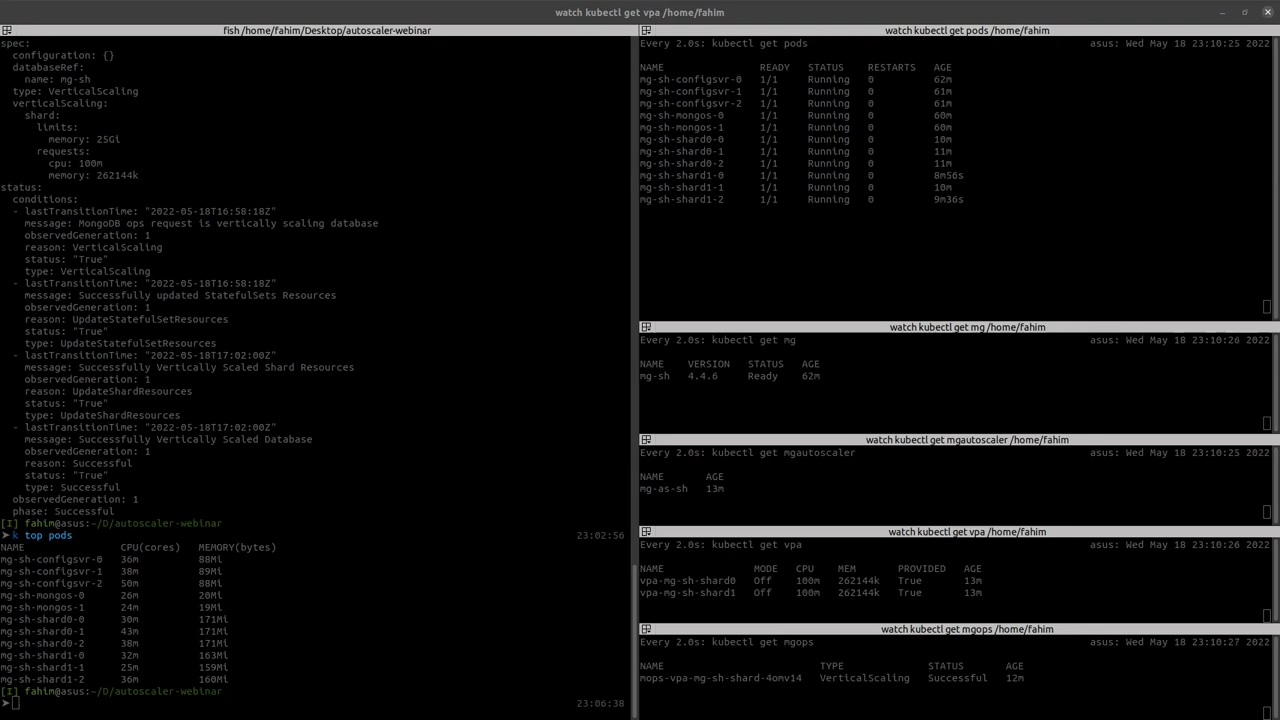 watch kubectl get vpa /home/fahim
fish /home/fahim/Desktop/autoscaler-webinar
spec:
configuration: {}
databaseRef:
name: mg-sh
type: VerticalScaling
verticalScaling:
shard:
limits:
memory: 25Gi
requests:
cpu: 100m
memory: 262144k
status:
conditions:
- lastTransitionTime: "2022-05-18T16:58:18Z"
message: MongoDB ops request is vertically scaling database
observedGeneration: 1
reason: VerticalScaling
status: "True"
type: VerticalScaling
- lastTransitionTime: "2022-05-18T16:58:18Z"
message: Successfully updated StatefulSets Resources
observedGeneration: 1
reason: UpdateStatefulSetResources
status: "True"
type: UpdateStatefulSetResources
- lastTransitionTime: "2022-05-18T17:02:00Z"
message: Successfully Vertically Scaled Shard Resources
observedGeneration: 1
reason: UpdateShardResources
status: "True"
type: UpdateShardResources
- lastTransitionTime: "2022-05-18T17:02:00Z"
message: Successfully Vertically Scaled Database
observedGeneration: 1
reason: Successful
status: "True"
type: Successful
observedGeneration: 1
phase: Successful
[I] fahim@asus:~/D/autoscaler-webinar
➤ k top pods 23:02:56
NAME CPU(cores) MEMORY(bytes)
mg-sh-configsvr-0 36m 88Mi
mg-sh-configsvr-1 38m 89Mi
mg-sh-configsvr-2 50m 88Mi
mg-sh-mongos-0 26m 20Mi
mg-sh-mongos-1 24m 19Mi
mg-sh-shard0-0 30m 171Mi
mg-sh-shard0-1 43m 171Mi
mg-sh-shard0-2 38m 171Mi
mg-sh-shard1-0 32m 163Mi
mg-sh-shard1-1 25m 159Mi
mg-sh-shard1-2 36m 160Mi
[I] fahim@asus:~/D/autoscaler-webinar
➤ 23:06:38
watch kubectl get pods /home/fahim
Every 2.0s: kubectl get pods asus: Wed May 18 23:10:25 2022
NAME READY STATUS RESTARTS AGE
mg-sh-configsvr-0 1/1 Running 0 62m
mg-sh-configsvr-1 1/1 Running 0 61m
mg-sh-configsvr-2 1/1 Running 0 61m
mg-sh-mongos-0 1/1 Running 0 60m
mg-sh-mongos-1 1/1 Running 0 60m
mg-sh-shard0-0 1/1 Running 0 10m
mg-sh-shard0-1 1/1 Running 0 11m
mg-sh-shard0-2 1/1 Running 0 11m
mg-sh-shard1-0 1/1 Running 0 8m56s
mg-sh-shard1-1 1/1 Running 0 10m
mg-sh-shard1-2 1/1 Running 0 9m36s
watch kubectl get mg /home/fahim
Every 2.0s: kubectl get mg asus: Wed May 18 23:10:26 2022
NAME VERSION STATUS AGE
mg-sh 4.4.6 Ready 62m
watch kubectl get mgautoscaler /home/fahim
Every 2.0s: kubectl get mgautoscaler asus: Wed May 18 23:10:25 2022
NAME AGE
mg-as-sh 13m
watch kubectl get vpa /home/fahim
Every 2.0s: kubectl get vpa asus: Wed May 18 23:10:26 2022
NAME MODE CPU MEM PROVIDED AGE
vpa-mg-sh-shard0 Off 100m 262144k True 13m
vpa-mg-sh-shard1 Off 100m 262144k True 13m
watch kubectl get mgops /home/fahim
Every 2.0s: kubectl get mgops asus: Wed May 18 23:10:27 2022
NAME TYPE STATUS AGE
mops-vpa-mg-sh-shard-4omv14 VerticalScaling Successful 12m